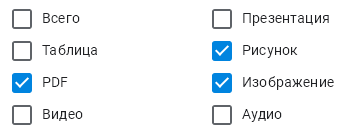 Всего
Презентация
Таблица
Рисунок
PDF
Изображение
Видео
Аудио